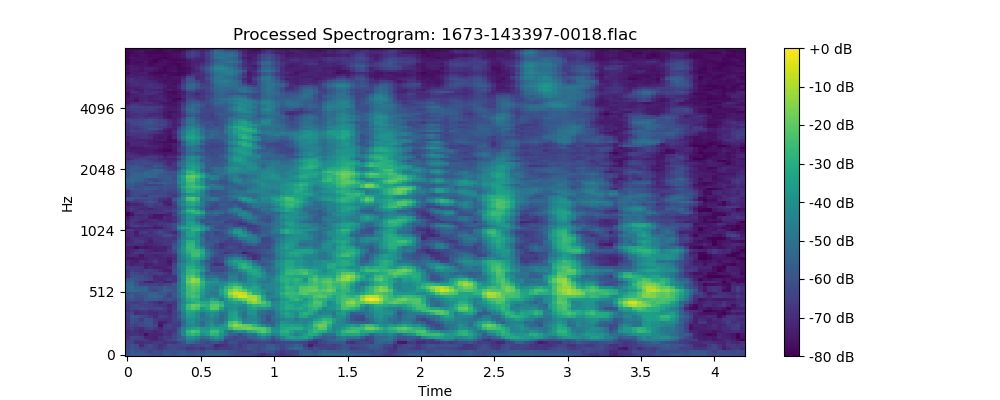 Processed Spectrogram: 1673-143397-0018.flac
Hz
4096
2048
1024
512
0
0 0.5 1 1.5 2 2.5 3 3.5 4
Time
+0 dB
-10 dB
-20 dB
-30 dB
-40 dB
-50 dB
-60 dB
-70 dB
-80 dB